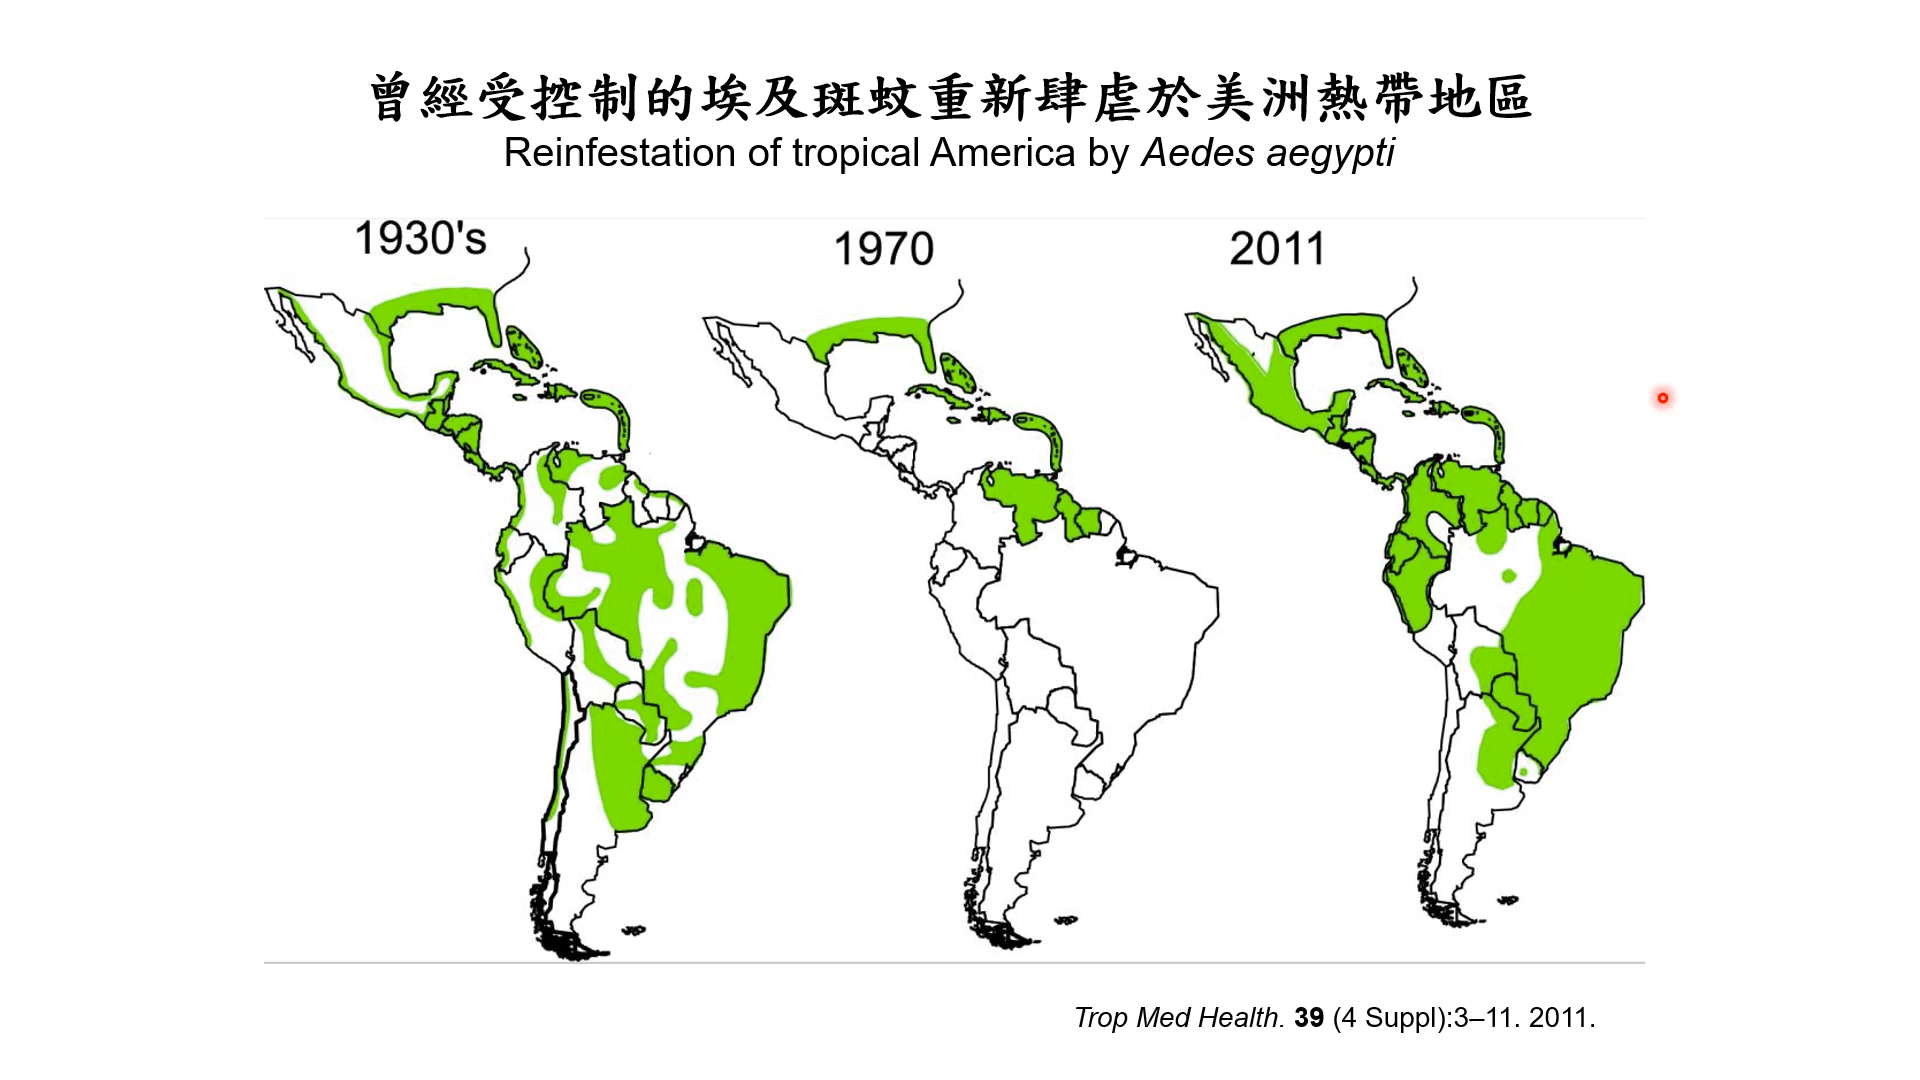 曾經受控制的埃及斑蚊重新肆虐於美洲熱帶地區
Reinfestation of tropical America by Aedes aegypti
1930's
1970
2011
Trop Med Health. 39 (4 Suppl):3–11. 2011.